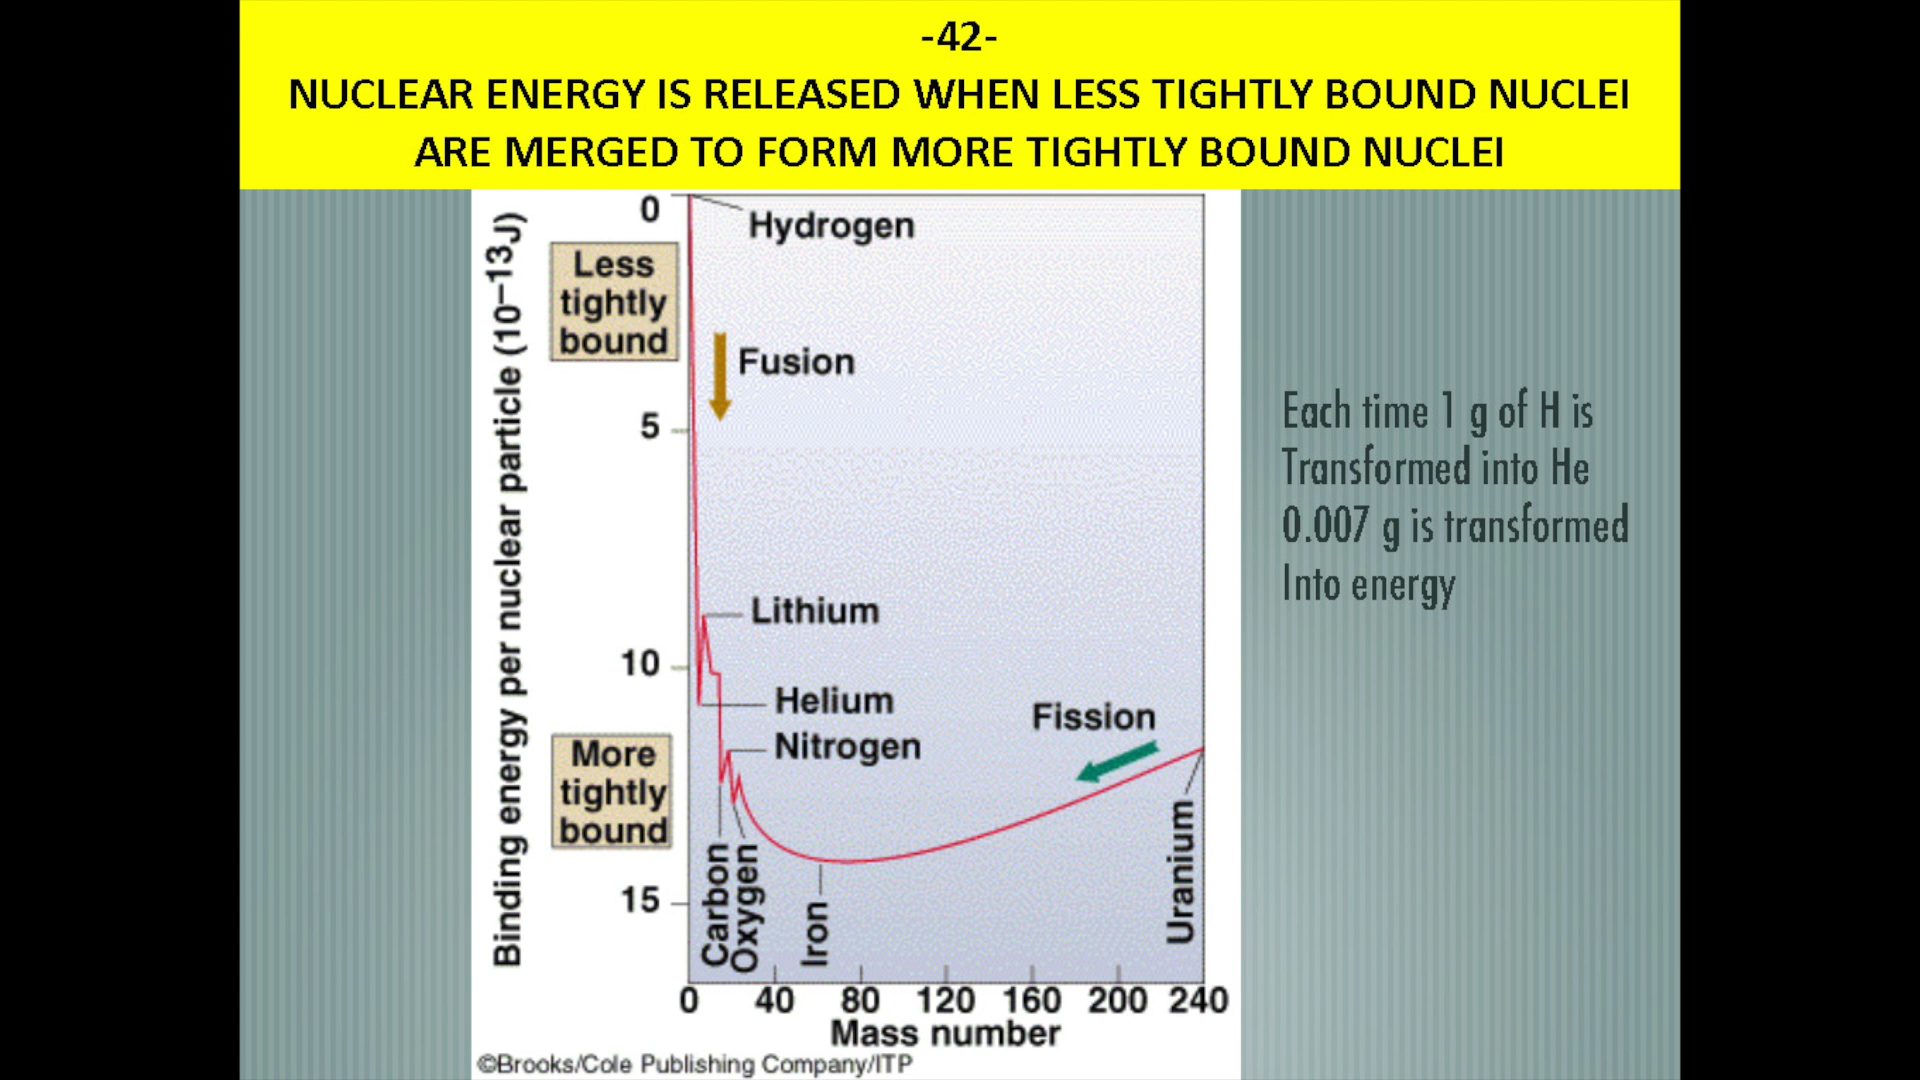 -42-
NUCLEAR ENERGY IS RELEASED WHEN LESS TIGHTLY BOUND NUCLEI
ARE MERGED TO FORM MORE TIGHTLY BOUND NUCLEI
Binding energy per nuclear particle (10⁻¹³J)
0
5
10
15
Less
tightly
bound
More
tightly
bound
Hydrogen
Fusion
Lithium
Helium
Nitrogen
Fission
Carbon
Oxygen
Iron
Uranium
0 40 80 120 160 200 240
Mass number
©Brooks/Cole Publishing Company/ITP
Each time 1 g of H is
Transformed into He
0.007 g is transformed
Into energy